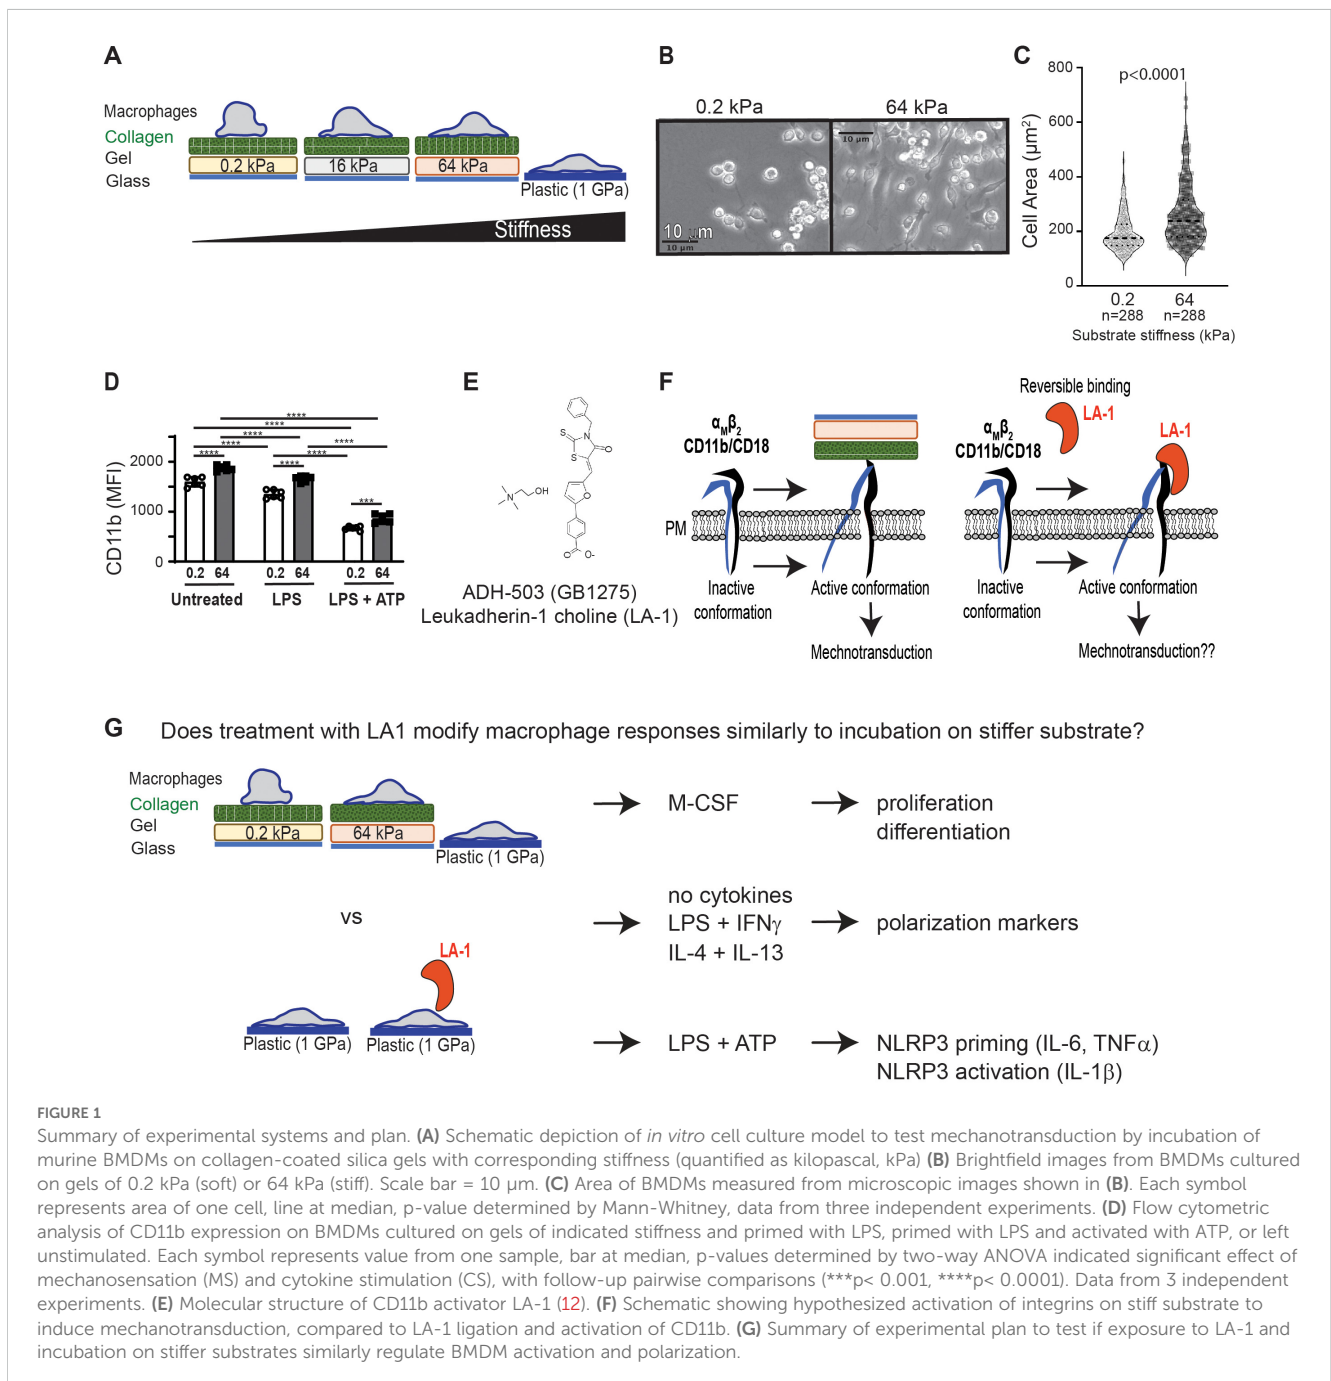 A
Macrophages
Collagen
Gel
Glass
0.2 kPa
16 kPa
64 kPa
Plastic (1 GPa)
Stiffness
B
0.2 kPa
64 kPa
10 µm
10 µm
10 µm
C
p<0.0001
Cell Area (µm²)
800
600
400
200
0
0.2
64
n=288
n=288
Substrate stiffness (kPa)
D
CD11b (MFI)
2000
1000
0
****
****
****
****
****
****
****
****
***
0.2 64
0.2 64
0.2 64
Untreated
LPS
LPS + ATP
E
S
N
O
S
O
N
OH
O
O-
ADH-503 (GB1275)
Leukadherin-1 choline (LA-1)
F
αMβ2
CD11b/CD18
PM
Inactive
conformation
Active conformation
Mechnotransduction
Reversible binding
LA-1
αMβ2
CD11b/CD18
LA-1
Inactive
conformation
Active conformation
Mechnotransduction??
G
Does treatment with LA1 modify macrophage responses similarly to incubation on stiffer substrate?
Macrophages
Collagen
Gel
Glass
0.2 kPa
64 kPa
Plastic (1 GPa)
M-CSF
proliferation
differentiation
vs
no cytokines
LPS + IFNγ
IL-4 + IL-13
polarization markers
LA-1
Plastic (1 GPa)
Plastic (1 GPa)
LPS + ATP
NLRP3 priming (IL-6, TNFα)
NLRP3 activation (IL-1β)
FIGURE 1
Summary of experimental systems and plan. (A) Schematic depiction of in vitro cell culture model to test mechanotransduction by incubation of
murine BMDMs on collagen-coated silica gels with corresponding stiffness (quantified as kilopascal, kPa) (B) Brightfield images from BMDMs cultured
on gels of 0.2 kPa (soft) or 64 kPa (stiff). Scale bar = 10 µm. (C) Area of BMDMs measured from microscopic images shown in (B). Each symbol
represents area of one cell, line at median, p-value determined by Mann-Whitney, data from three independent experiments. (D) Flow cytometric
analysis of CD11b expression on BMDMs cultured on gels of indicated stiffness and primed with LPS, primed with LPS and activated with ATP, or left
unstimulated. Each symbol represents value from one sample, bar at median, p-values determined by two-way ANOVA indicated significant effect of
mechanosensation (MS) and cytokine stimulation (CS), with follow-up pairwise comparisons (***p< 0.001, ****p< 0.0001). Data from 3 independent
experiments. (E) Molecular structure of CD11b activator LA-1 (12). (F) Schematic showing hypothesized activation of integrins on stiff substrate to
induce mechanotransduction, compared to LA-1 ligation and activation of CD11b. (G) Summary of experimental plan to test if exposure to LA-1 and
incubation on stiffer substrates similarly regulate BMDM activation and polarization.